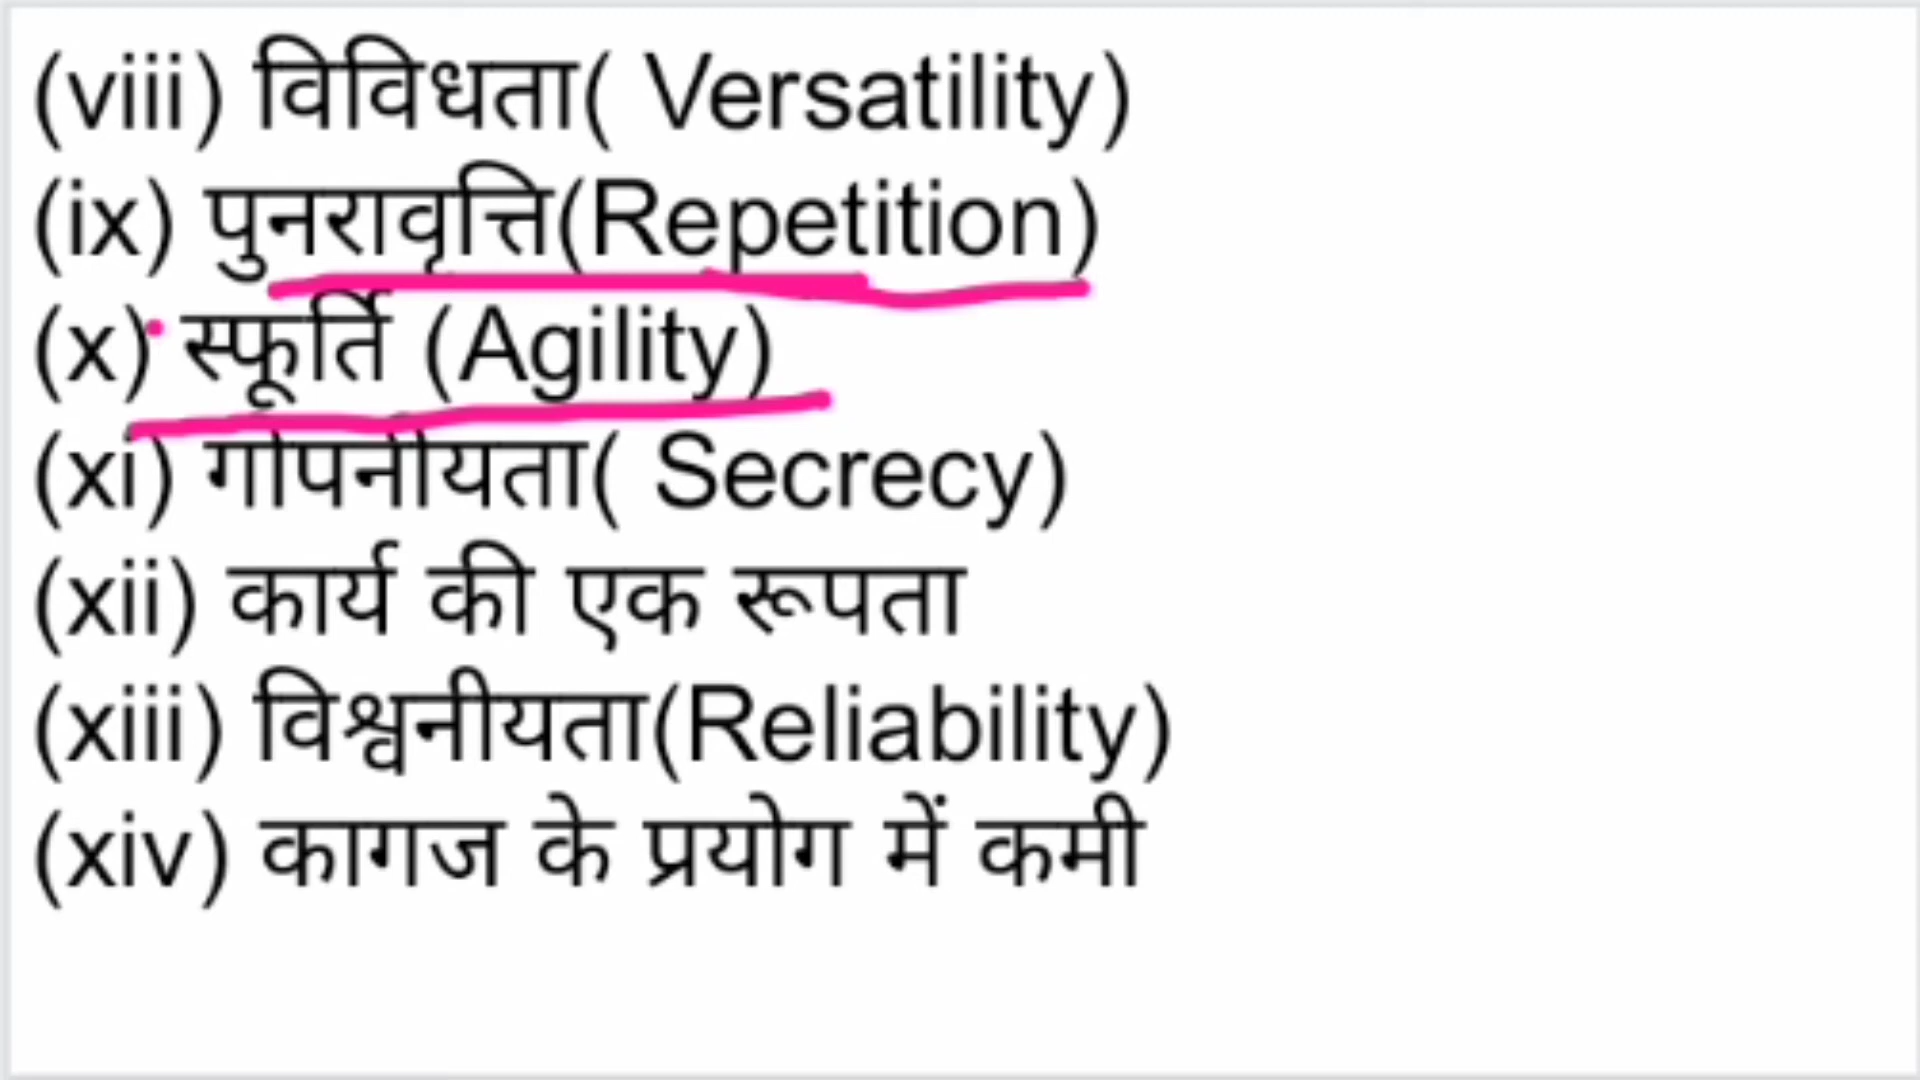 (viii) विविधता( Versatility)
(ix) पुनरावृत्ति(Repetition)
(x) स्फूर्ति (Agility)
(xi) गोपनीयता( Secrecy)
(xii) कार्य की एक रूपता
(xiii) विश्वनीयता(Reliability)
(xiv) कागज के प्रयोग में कमी